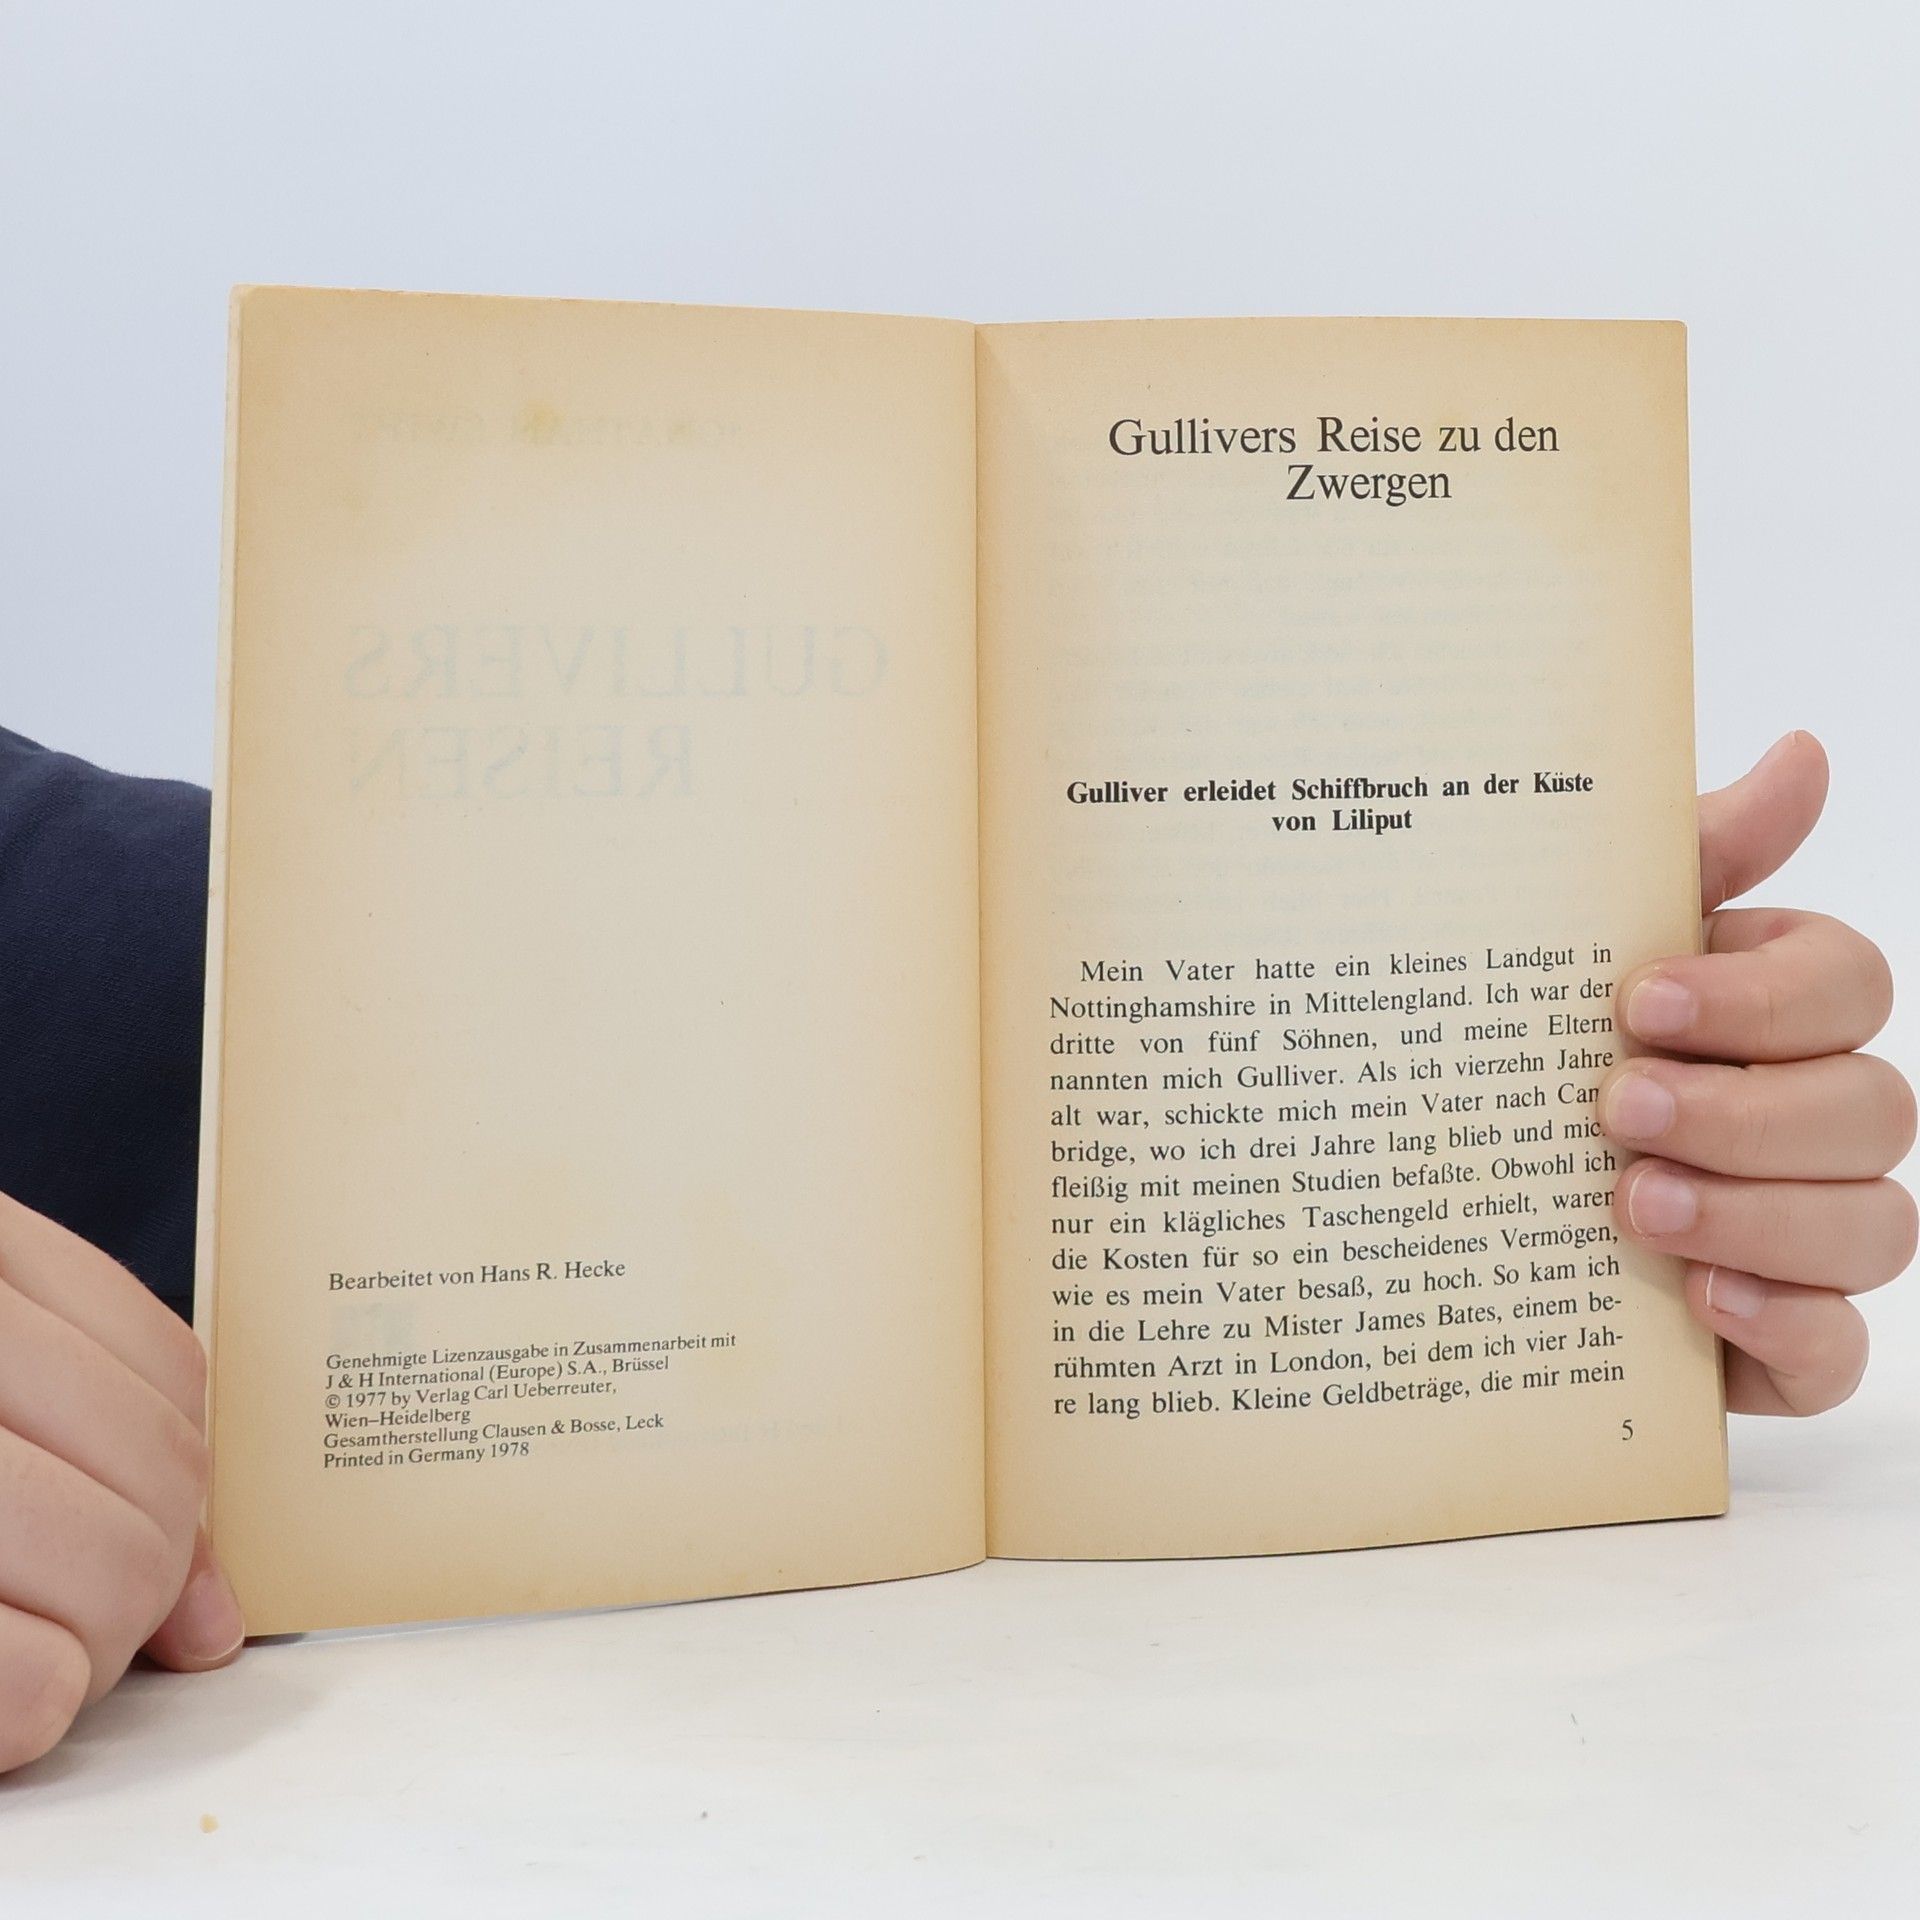 GULLIVERS
REISEN
Bearbeitet von Hans R. Hecke
Genehmigte Lizenzausgabe in Zusammenarbeit mit
J & H International (Europe) S.A., Brüssel
© 1977 by Verlag Carl Ueberreuter,
Wien–Heidelberg
Gesamtherstellung Clausen & Bosse, Leck
Printed in Germany 1978
Gullivers Reise zu den
Zwergen
Gulliver erleidet Schiffbruch an der Küste
von Liliput
Mein Vater hatte ein kleines Landgut in
Nottinghamshire in Mittelengland. Ich war der
dritte von fünf Söhnen, und meine Eltern
nannten mich Gulliver. Als ich vierzehn Jahre
alt war, schickte mich mein Vater nach Cam
bridge, wo ich drei Jahre lang blieb und mic
fleißig mit meinen Studien befaßte. Obwohl ich
nur ein klägliches Taschengeld erhielt, waren
die Kosten für so ein bescheidenes Vermögen,
wie es mein Vater besaß, zu hoch. So kam ich
in die Lehre zu Mister James Bates, einem be-
rühmten Arzt in London, bei dem ich vier Jah-
re lang blieb. Kleine Geldbeträge, die mir mein
5